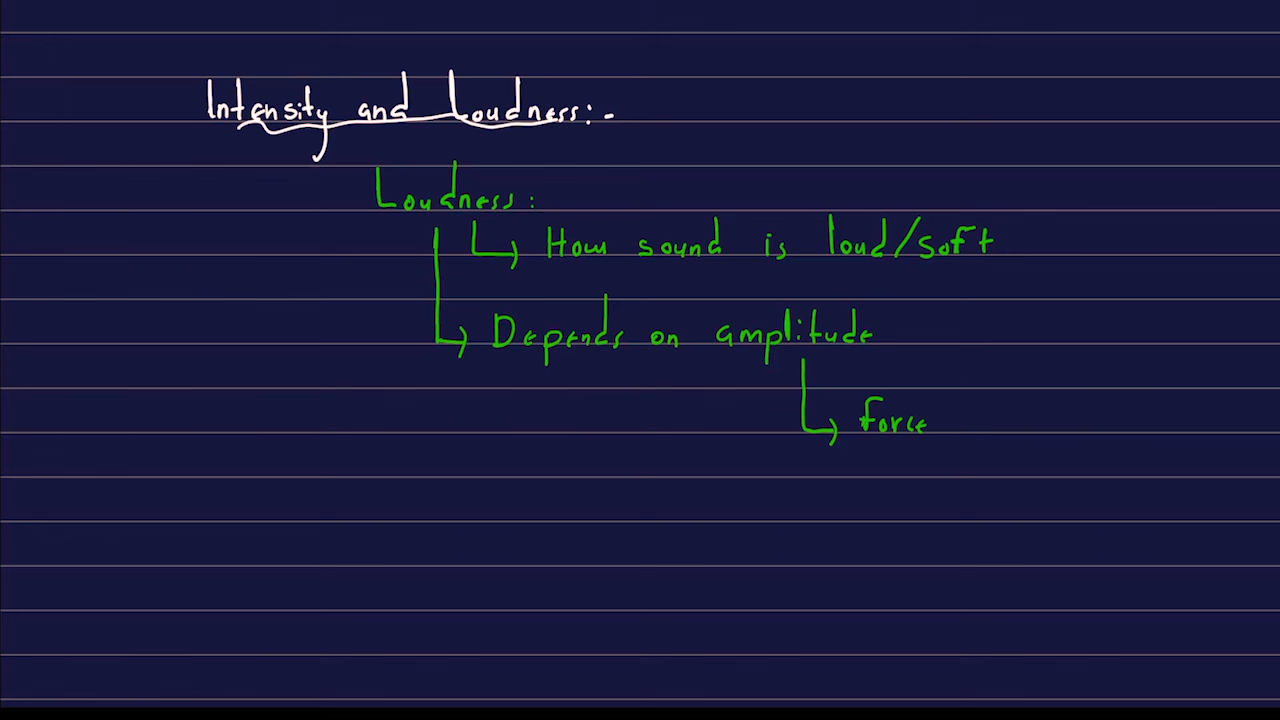 Intensity and Loudness:-
Loudness:
How sound is loud/soft
Depends on amplitude
force